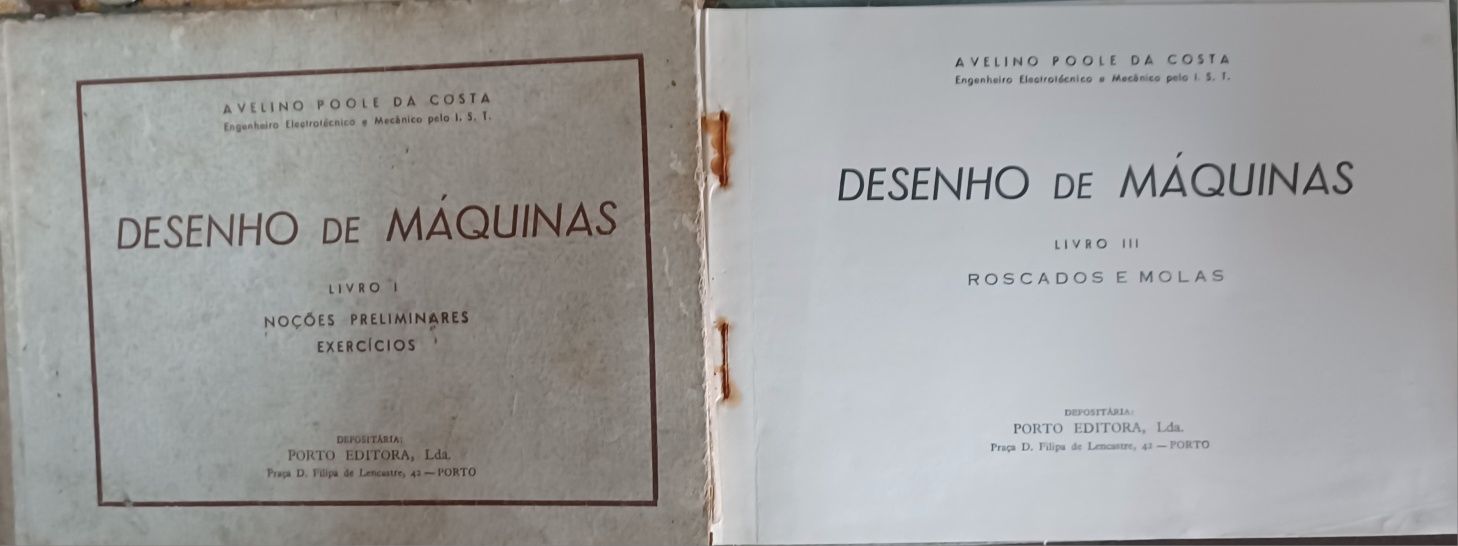 AVELINO POOLE DA COSTA
Engenheiro Electrotécnico e Mecânico pelo I. S. T.
DESENHO DE MÁQUINAS
LIVRO I
NOÇÕES PRELIMINARES
EXERCÍCIOS
DEPOSITÁRIA:
PORTO EDITORA, Lda.
Praça D. Filipa de Lencastre, 42 — PORTO
AVELINO POOLE DA COSTA
Engenheiro Electrotécnico e Mecânico pelo I. S. T.
DESENHO DE MÁQUINAS
LIVRO III
ROSCADOS E MOLAS
DEPOSITÁRIA:
PORTO EDITORA, Lda.
Praça D. Filipa de Lencastre, 42 — PORTO